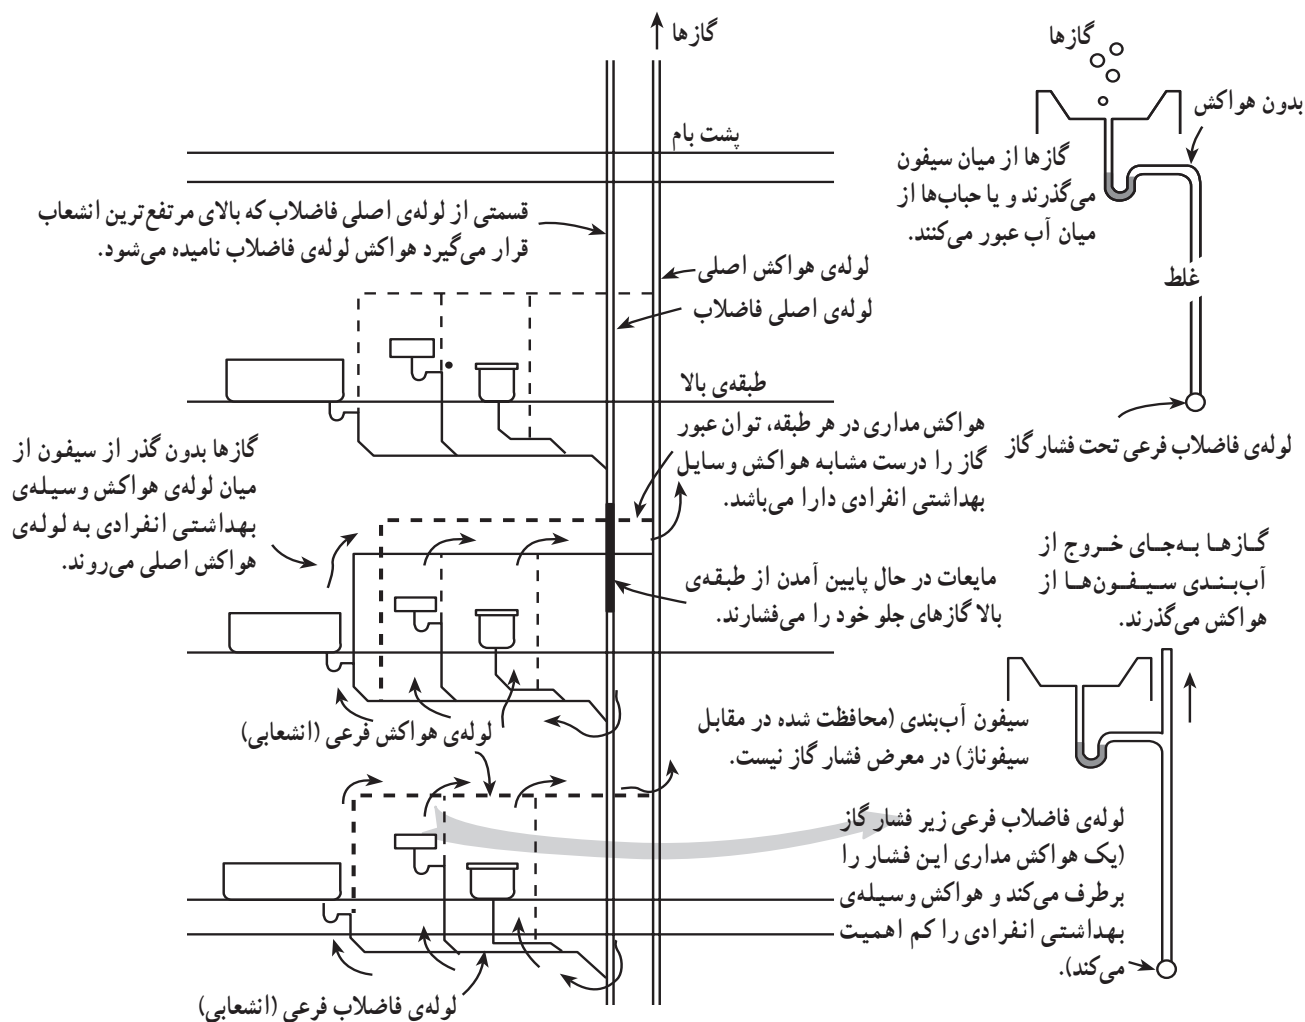 گازها
گازها
بدون هواکش
پشت بام
گازها از میان سیفون
می‌گذرند و یا حباب‌ها از
میان آب عبور می‌کنند.
قسمتی از لوله‌ی اصلی فاضلاب که بالای مرتفع‌ترین انشعاب
قرار می‌گیرد هواکش لوله‌ی فاضلاب نامیده می‌شود.
لوله‌ی هواکش اصلی
غلط
لوله‌ی اصلی فاضلاب
طبقه‌ی بالا
لوله‌ی فاضلاب فرعی تحت فشار گاز
هواکش مداری در هر طبقه، توان عبور
گاز را درست مشابه هواکش وسایل
بهداشتی انفرادی دارا می‌باشد.
گازها بدون گذر از سیفون از
میان لوله‌ی هواکش وسیله‌ی
بهداشتی انفرادی به لوله‌ی
هواکش اصلی می‌روند.
گازها به‌جای خروج از
آب‌بندی سیفون‌ها از
هواکش می‌گذرند.
مایعات در حال پایین آمدن از طبقه‌ی
بالا گازهای جلو خود را می‌فشارند.
سیفون آب‌بندی (محافظت شده در مقابل
سیفوناژ) در معرض فشار گاز نیست.
لوله‌ی هواکش فرعی (انشعابی)
لوله‌ی فاضلاب فرعی زیر فشار گاز
(یک هواکش مداری این فشار را
برطرف می‌کند و هواکش وسیله‌ی
بهداشتی انفرادی را کم اهمیت
می‌کند).
لوله‌ی فاضلاب فرعی (انشعابی)